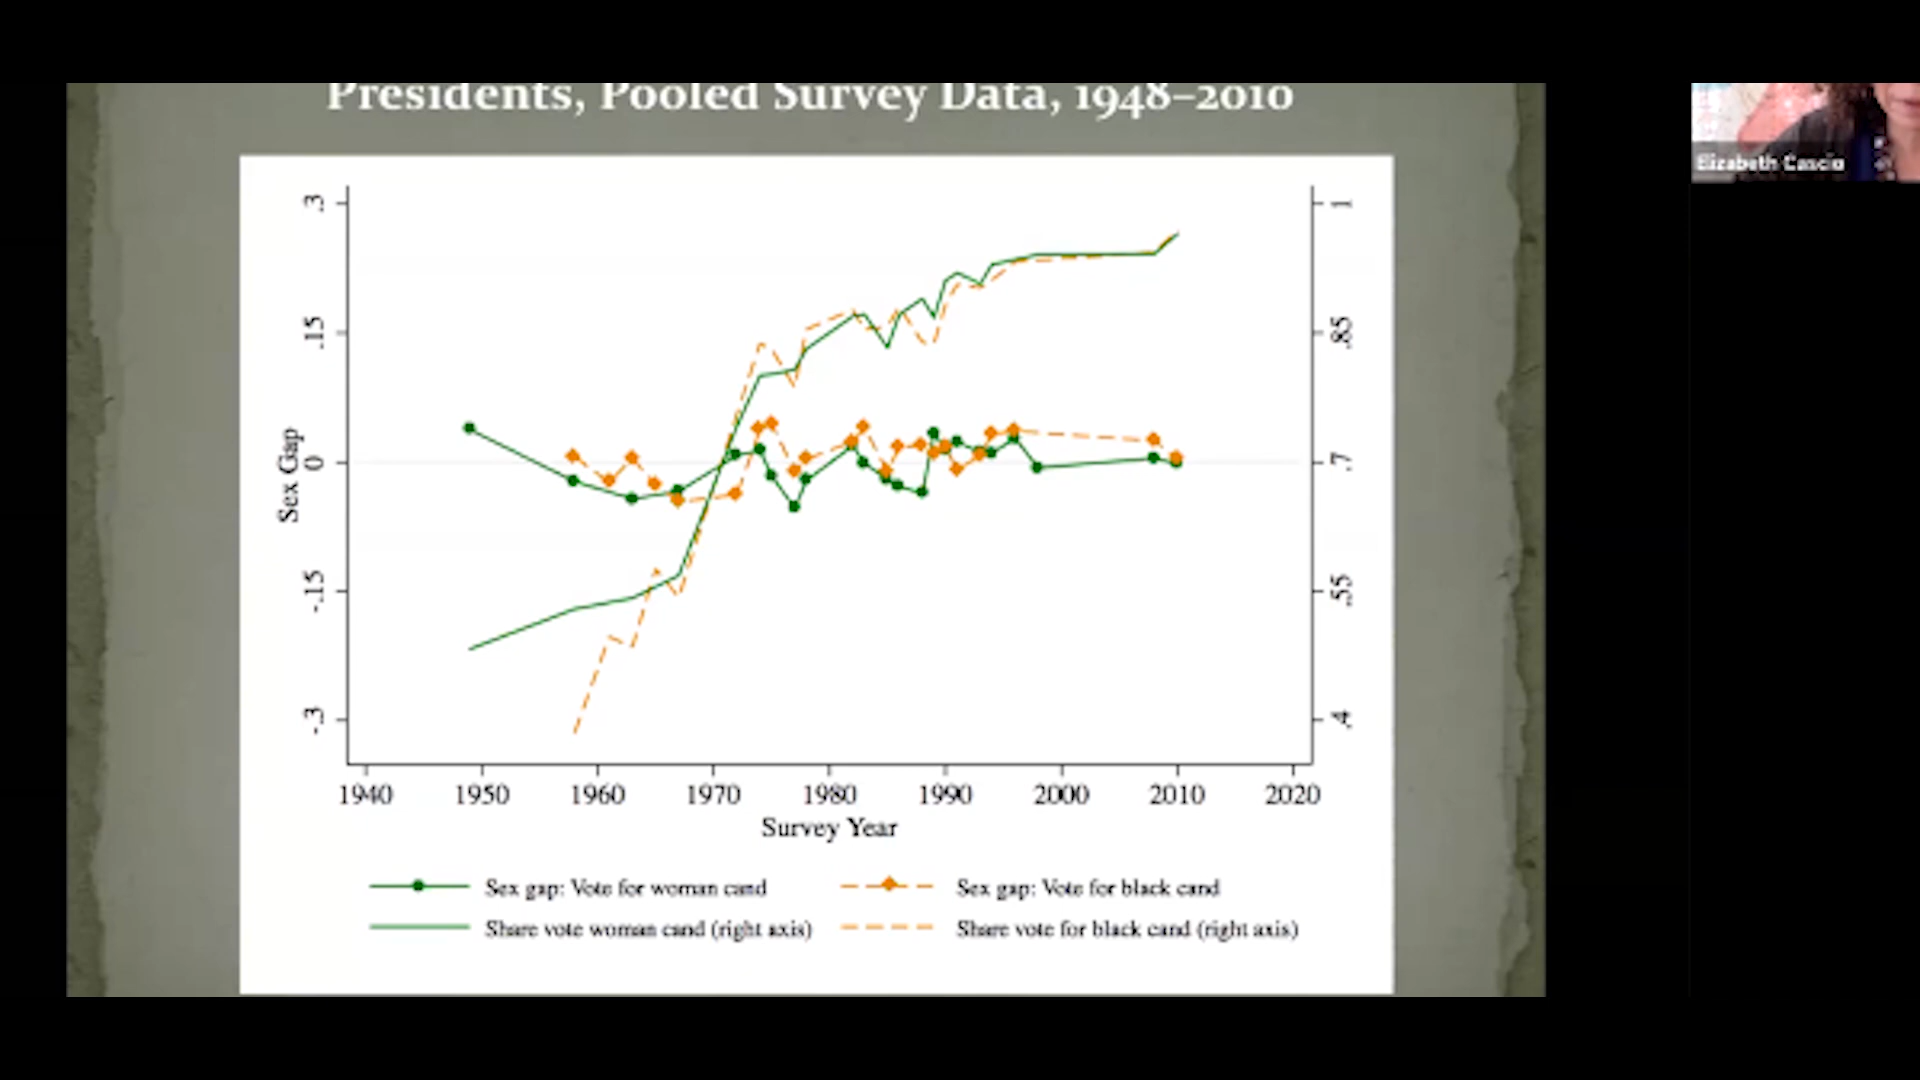 Presidents, Pooled Survey Data, 1948–2010
Elizabeth Cascio
.3
.15
0
-.15
-.3
Sex Gap
1
.85
.7
.55
.4
1940 1950 1960 1970 1980 1990 2000 2010 2020
Survey Year
Sex gap: Vote for woman cand
Sex gap: Vote for black cand
Share vote woman cand (right axis)
Share vote for black cand (right axis)